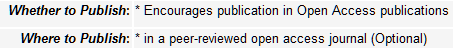 Whether to Publish: * Encourages publication in Open Access publications
Where to Publish: * in a peer-reviewed open access journal (Optional)